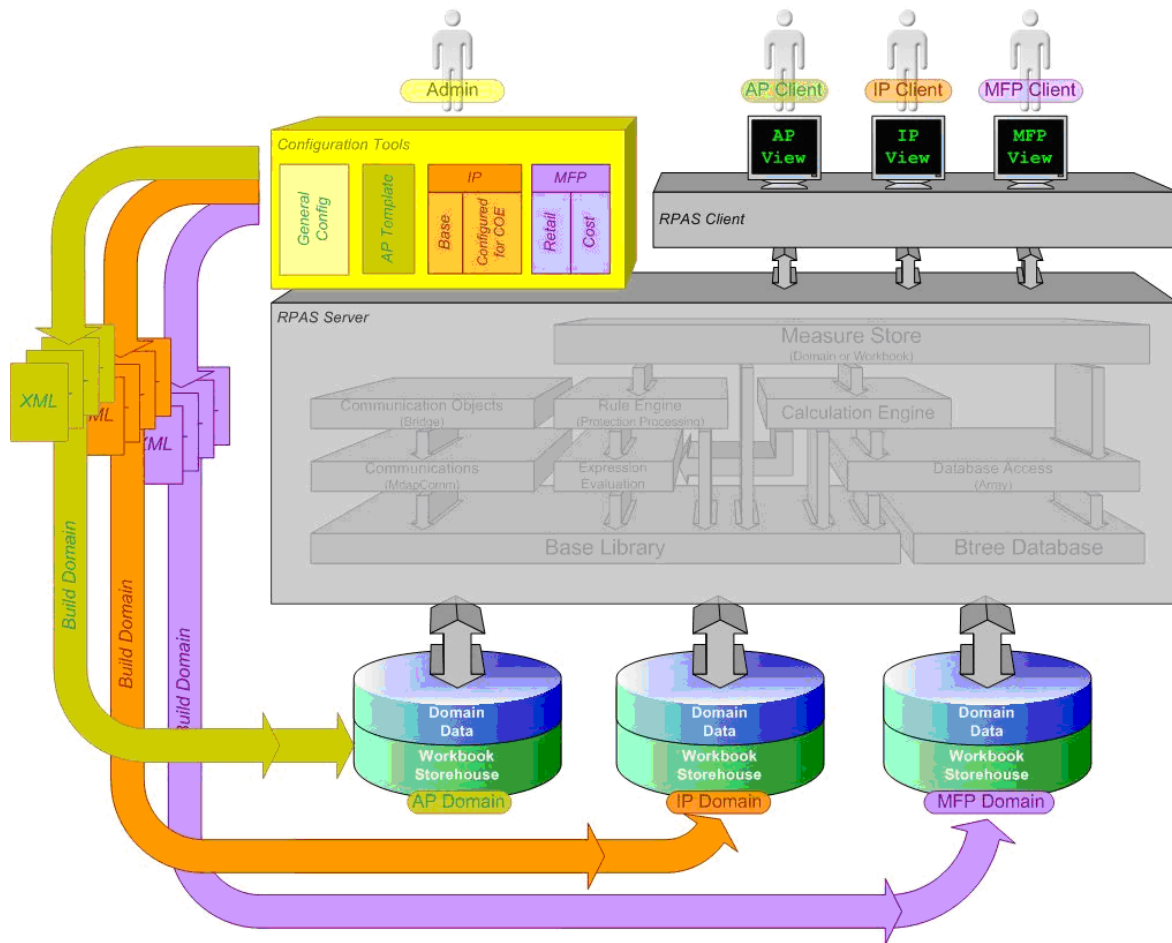 Admin
AP Client
IP Client
MFP Client
AP
View
IP
View
MFP
View
Configuration Tools
General
Config
AP Template
IP
Base
Configured
for COE
MFP
Retail
Cost
RPAS Client
RPAS Server
Measure Store
(Domain or Workbook)
Communication Objects
(Bridge)
Rule Engine
(Protection Processing)
Calculation Engine
Communications
(MdapComm)
Expression
Evaluation
Database Access
(Array)
Base Library
Btree Database
XML
ML
XML
Build Domain
Build Domain
Build Domain
Domain
Data
Workbook
Storehouse
AP Domain
Domain
Data
Workbook
Storehouse
IP Domain
Domain
Data
Workbook
Storehouse
MFP Domain